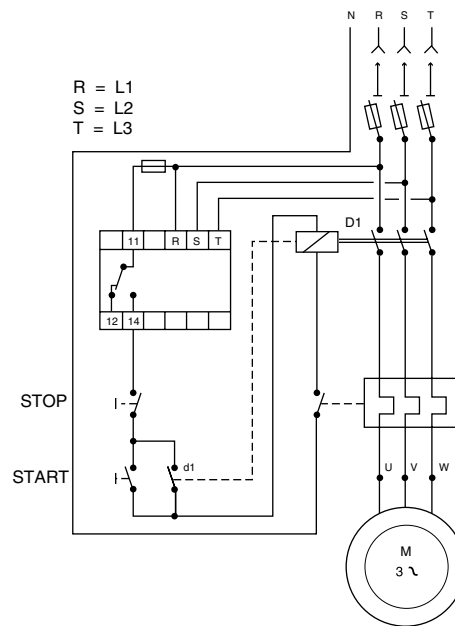 N R S T
R = L1
S = L2
T = L3
D1
11 R S T
12 14
STOP
START
d1
U V W
M
3 ~